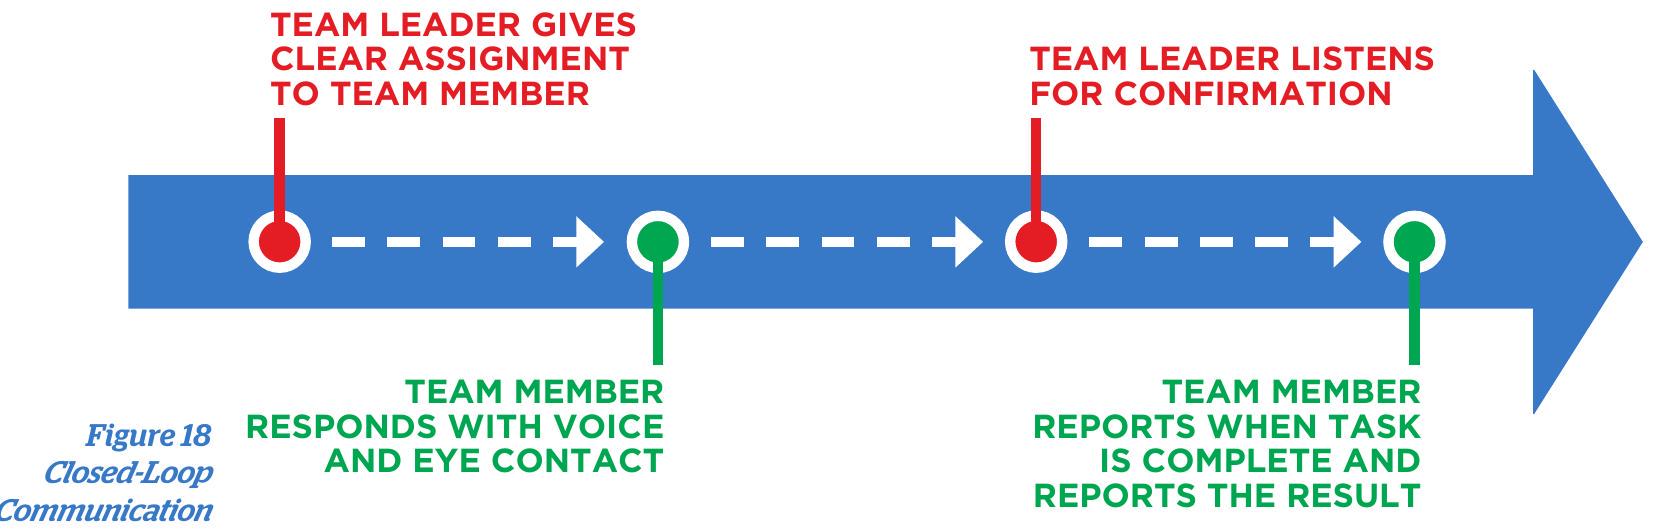 TEAM LEADER GIVES
CLEAR ASSIGNMENT
TO TEAM MEMBER
TEAM MEMBER
RESPONDS WITH VOICE
AND EYE CONTACT
TEAM LEADER LISTENS
FOR CONFIRMATION
TEAM MEMBER
REPORTS WHEN TASK
IS COMPLETE AND
REPORTS THE RESULT
Figure 18
Closed-Loop
Communication